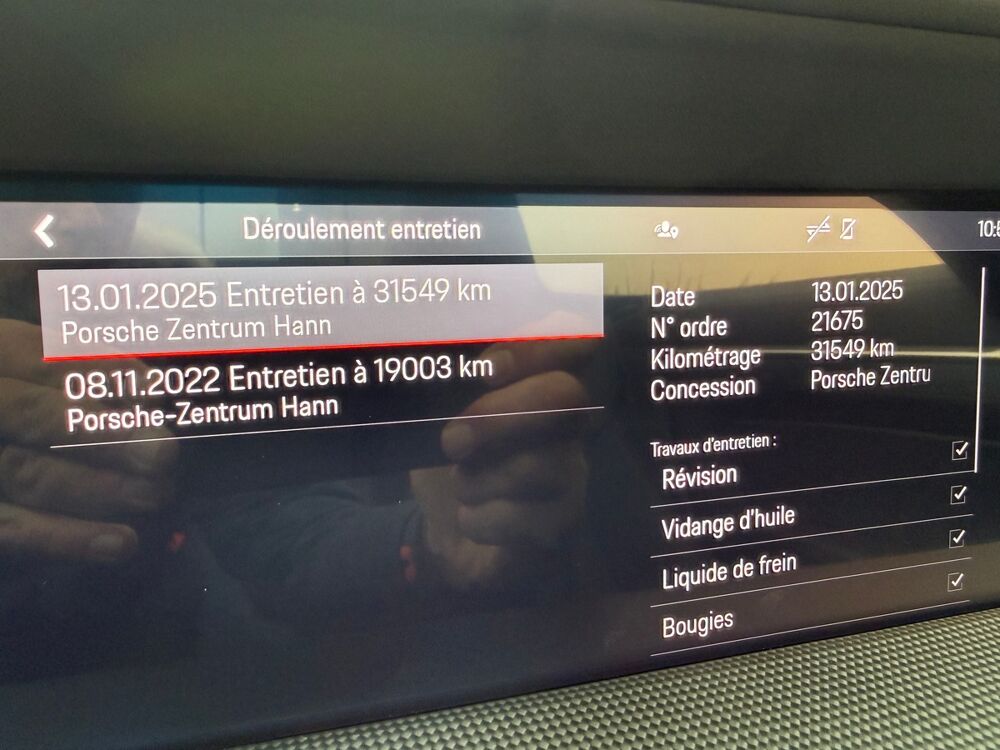 Déroulement entretien
13.01.2025 Entretien à 31549 km
Porsche Zentrum Hann
08.11.2022 Entretien à 19003 km
Porsche-Zentrum Hann
Date 13.01.2025
N° ordre 21675
Kilométrage 31549 km
Concession Porsche Zentru
Travaux d'entretien :
Révision
Vidange d'huile
Liquide de frein
Bougies